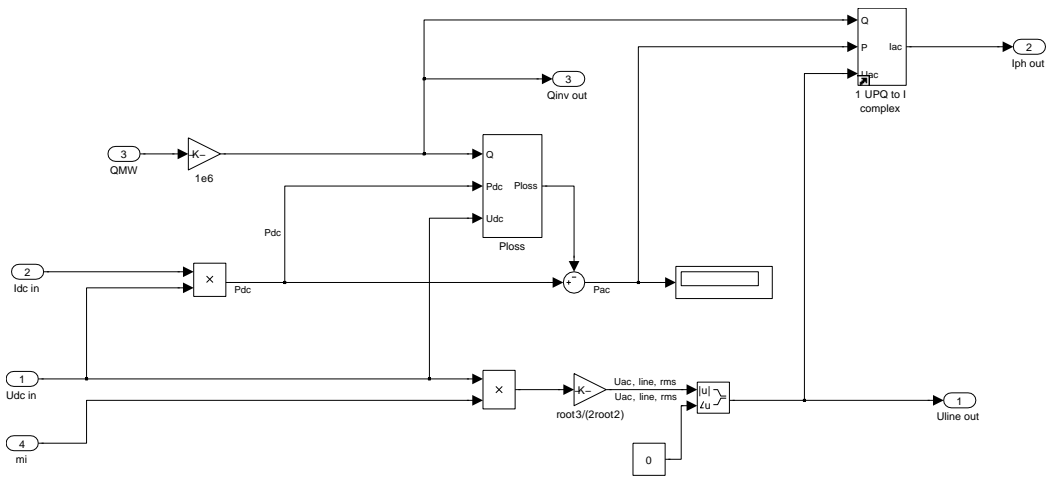 Q
P
Iac
Uac
1 UPQ to I
complex
2
Iph out
3
Qinv out
3
QMW
-K-
1e6
Q
Pdc
Ploss
Udc
Ploss
Pdc
2
Idc in
×
Pdc
+
−
Pac
1
Udc in
×
-K-
root3/(2root2)
Uac, line, rms
Uac, line, rms
|u|
∠u
1
Uline out
4
mi
0